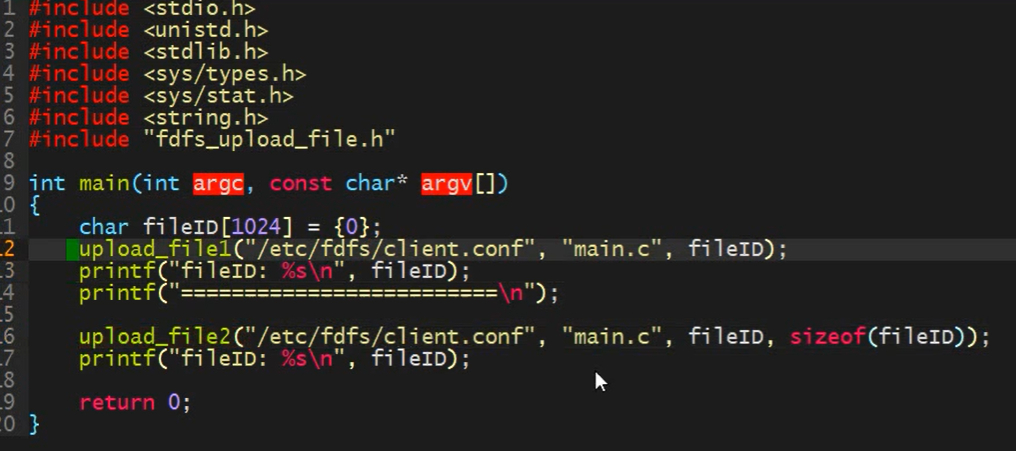 1 #include <stdio.h>
2 #include <unistd.h>
3 #include <stdlib.h>
4 #include <sys/types.h>
5 #include <sys/stat.h>
6 #include <string.h>
7 #include "fdfs_upload_file.h"
8
9 int main(int argc, const char* argv[])
10 {
11     char fileID[1024] = {0};
12     upload_file1("/etc/fdfs/client.conf", "main.c", fileID);
13     printf("fileID: %s\n", fileID);
14     printf("=========================\n");
15
16     upload_file2("/etc/fdfs/client.conf", "main.c", fileID, sizeof(fileID));
17     printf("fileID: %s\n", fileID);
18
19     return 0;
20 }